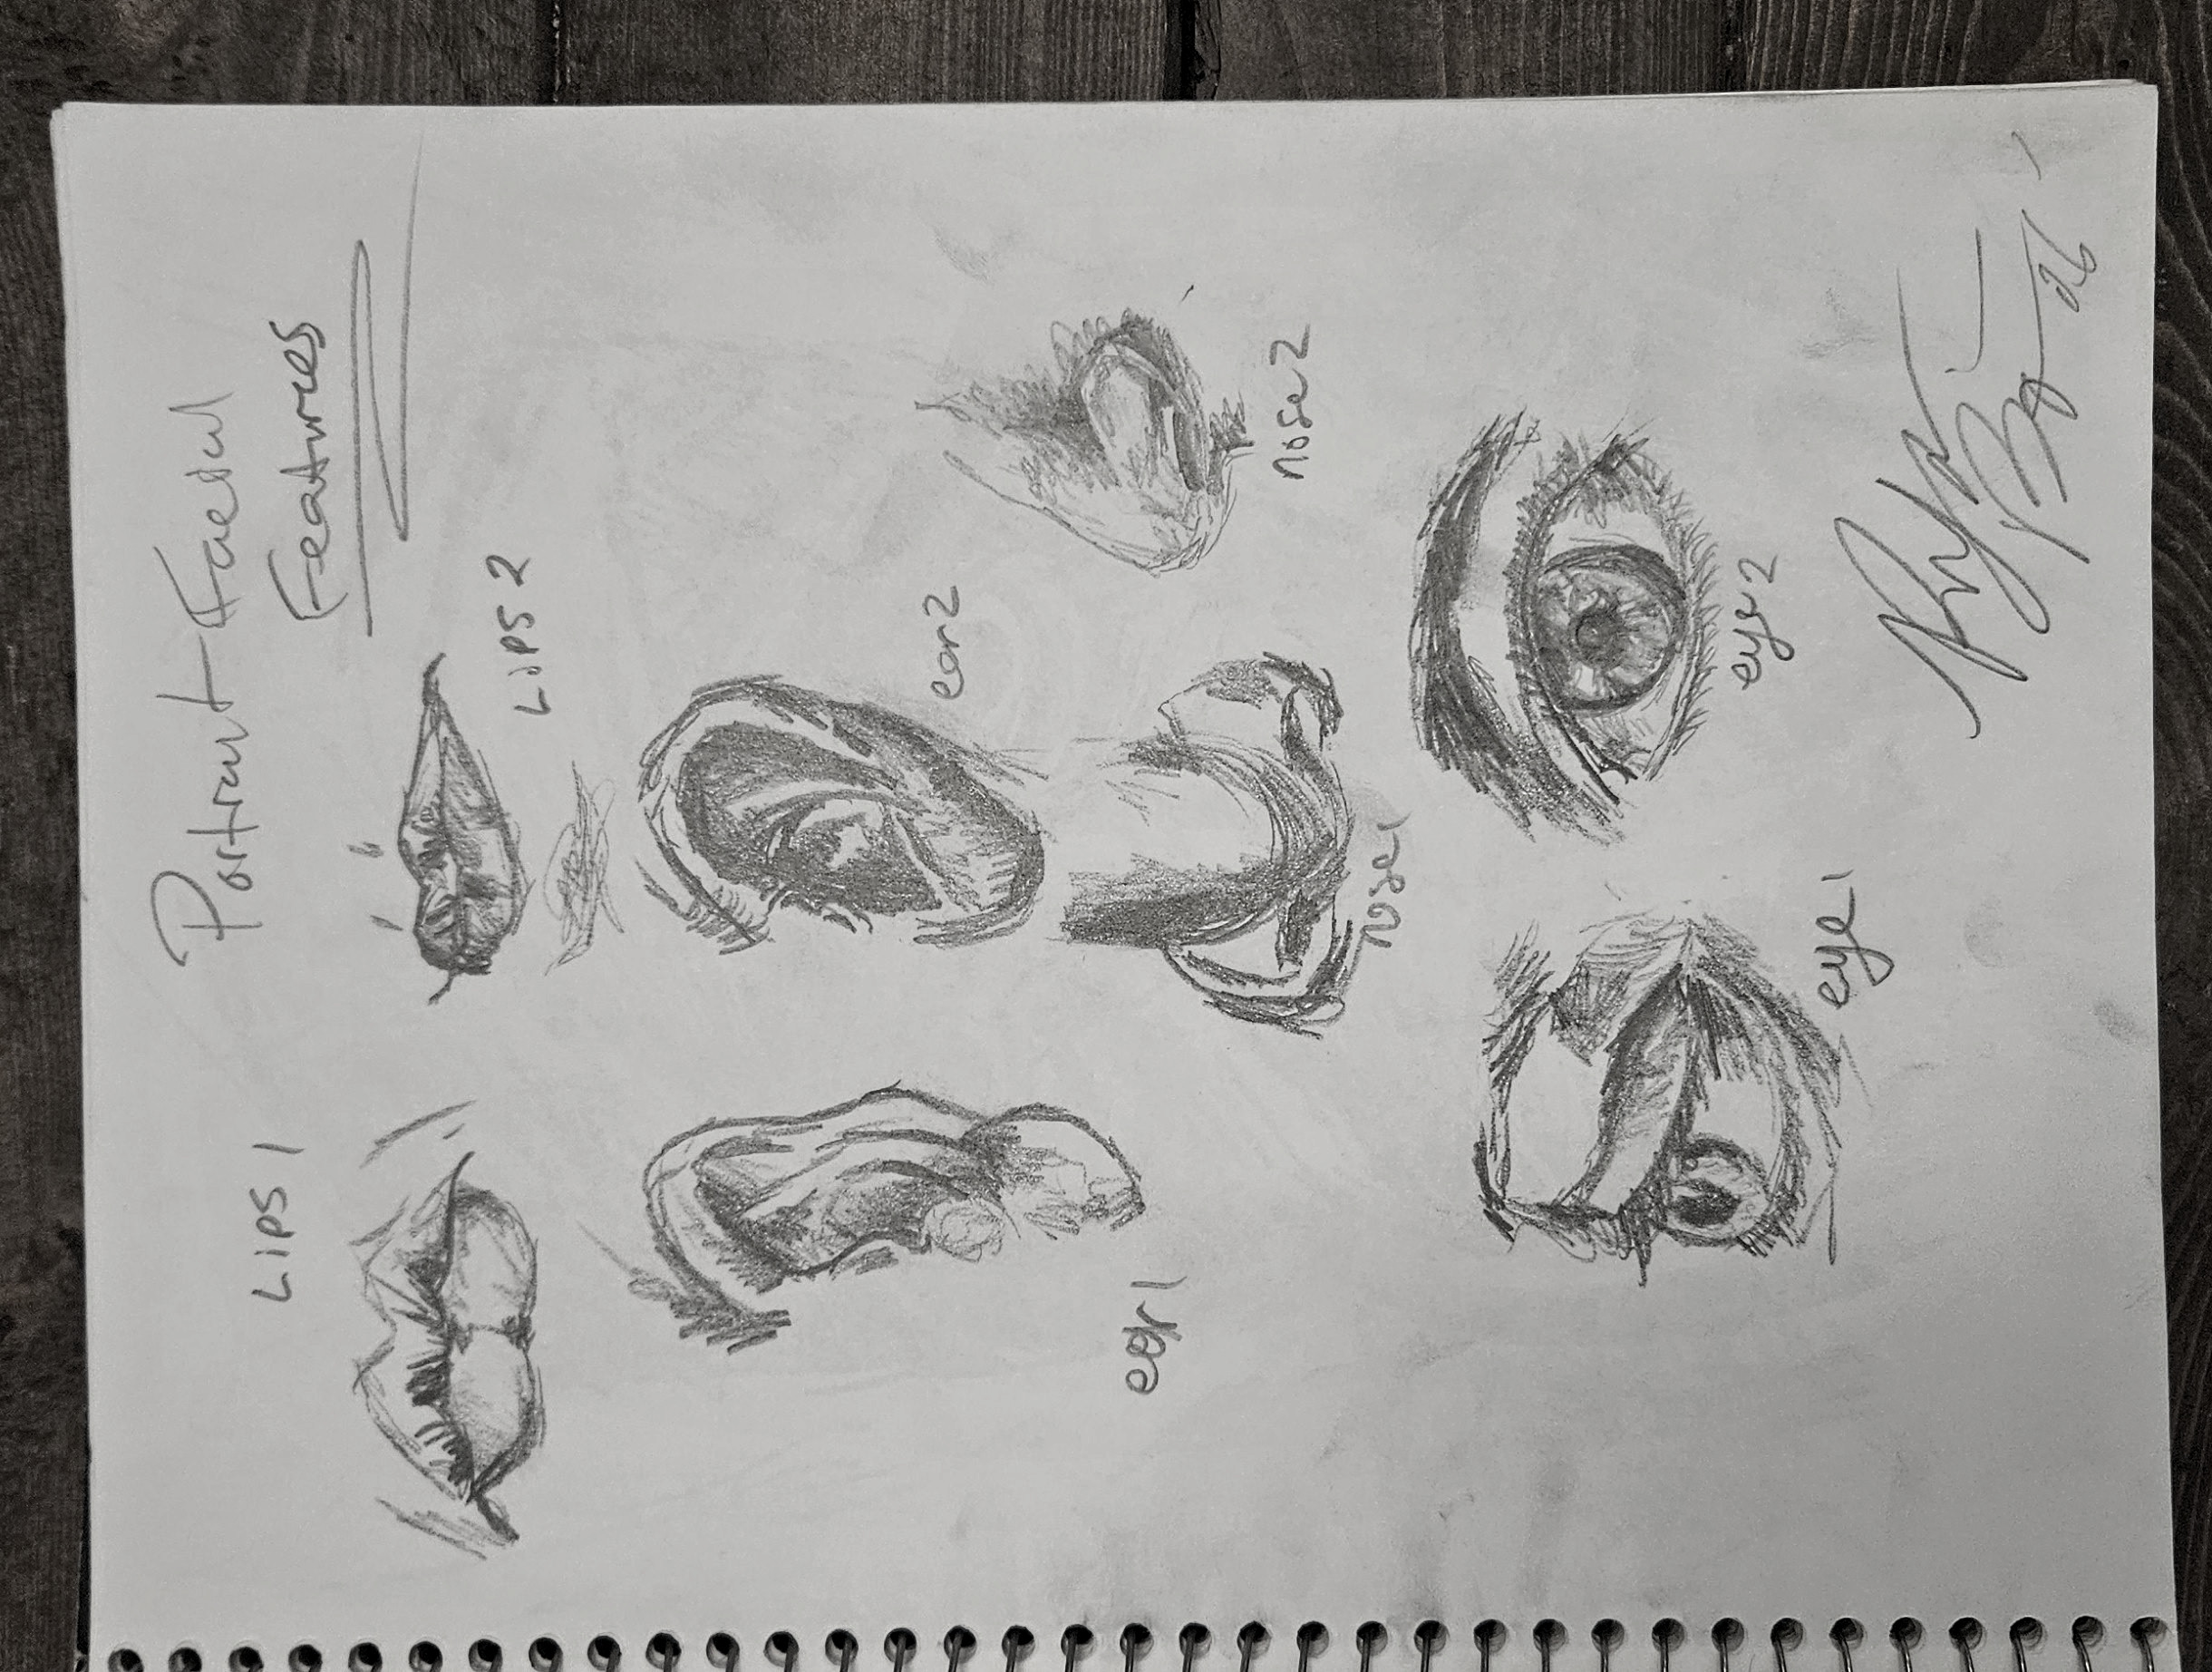 Portrait Facial
Features
Lips 1
Lips 2
ear 2
ear 1
nose 2
nose 1
eye 2
eye 1
26